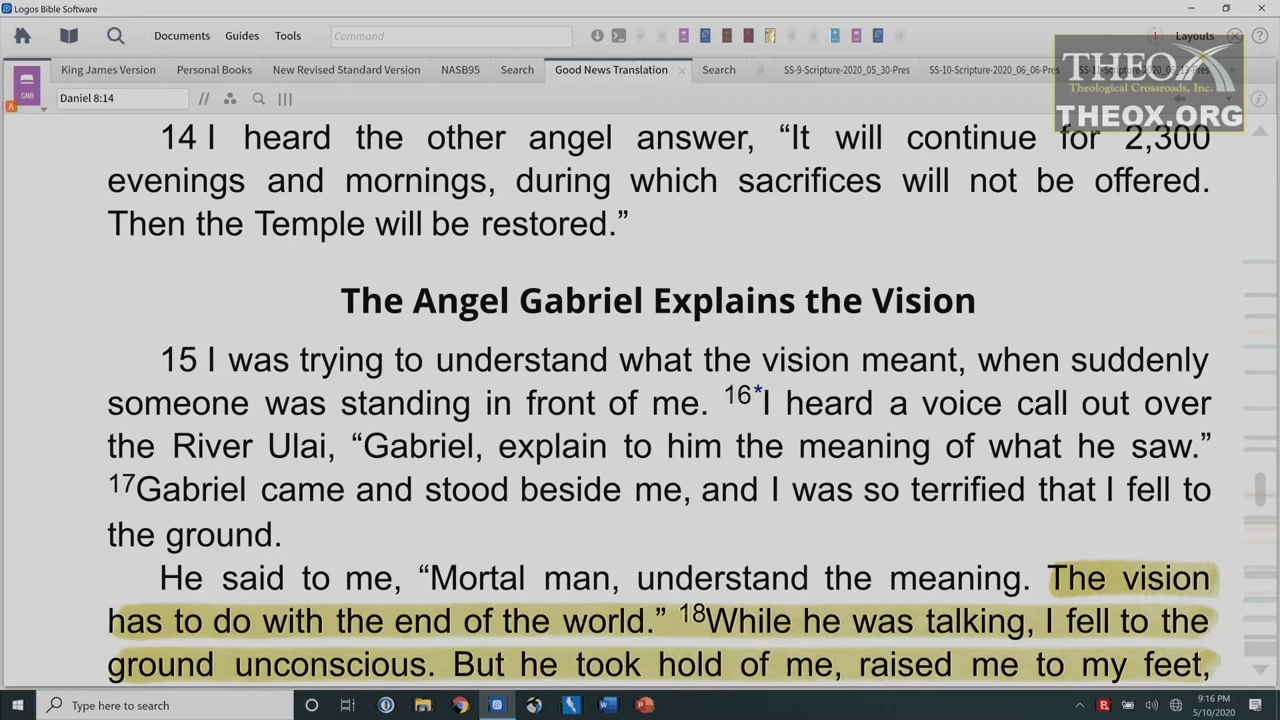 Logos Bible Software
Documents Guides Tools Command Layouts
THEOX
Theological Crossroads, Inc.
THEOX.ORG
King James Version Personal Books New Revised Standard Ver NASB95 Search Good News Translation Search SS-9-Scripture-2020_05_30-Pres SS-10-Scripture-2020_06_06-Pres
GNB Daniel 8:14
14 I heard the other angel answer, “It will continue for 2,300
evenings and mornings, during which sacrifices will not be offered.
Then the Temple will be restored.”
The Angel Gabriel Explains the Vision
15 I was trying to understand what the vision meant, when suddenly
someone was standing in front of me. 16*I heard a voice call out over
the River Ulai, “Gabriel, explain to him the meaning of what he saw.”
17Gabriel came and stood beside me, and I was so terrified that I fell to
the ground.
He said to me, “Mortal man, understand the meaning. The vision
has to do with the end of the world.” 18While he was talking, I fell to the
ground unconscious. But he took hold of me, raised me to my feet,
Type here to search
9:16 PM
5/10/2020